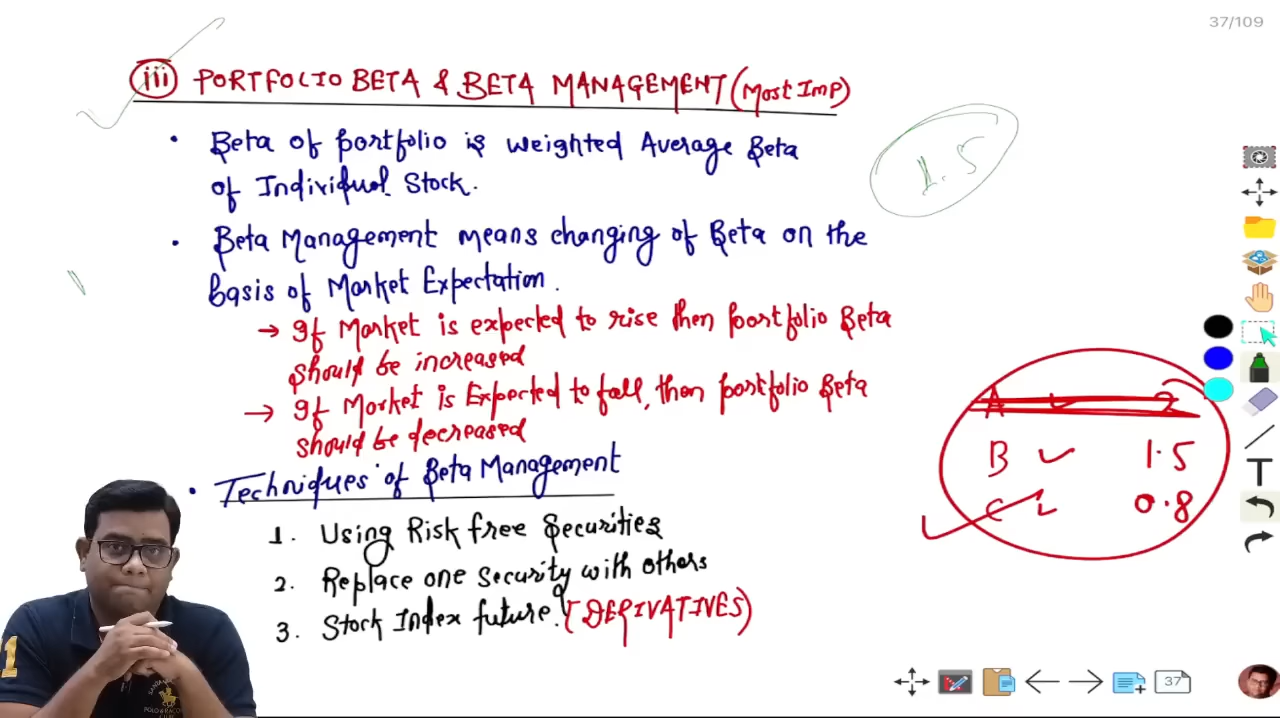 37/109
iii PORTFOLIO BETA & BETA MANAGEMENT (Most Imp)
• Beta of portfolio is weighted Average Beta
of Individual Stock.
1.5
• Beta Management means changing of Beta on the
basis of Market Expectation.
→ If Market is expected to rise then portfolio Beta
should be increased
→ If Market is Expected to fall, then portfolio Beta
should be decreased
A 2
B 1.5
C 0.8
• Techniques of Beta Management
1. Using Risk free Securities
2. Replace one security with others
3. Stock Index future. (DERIVATIVES)
1
POLO
T
37